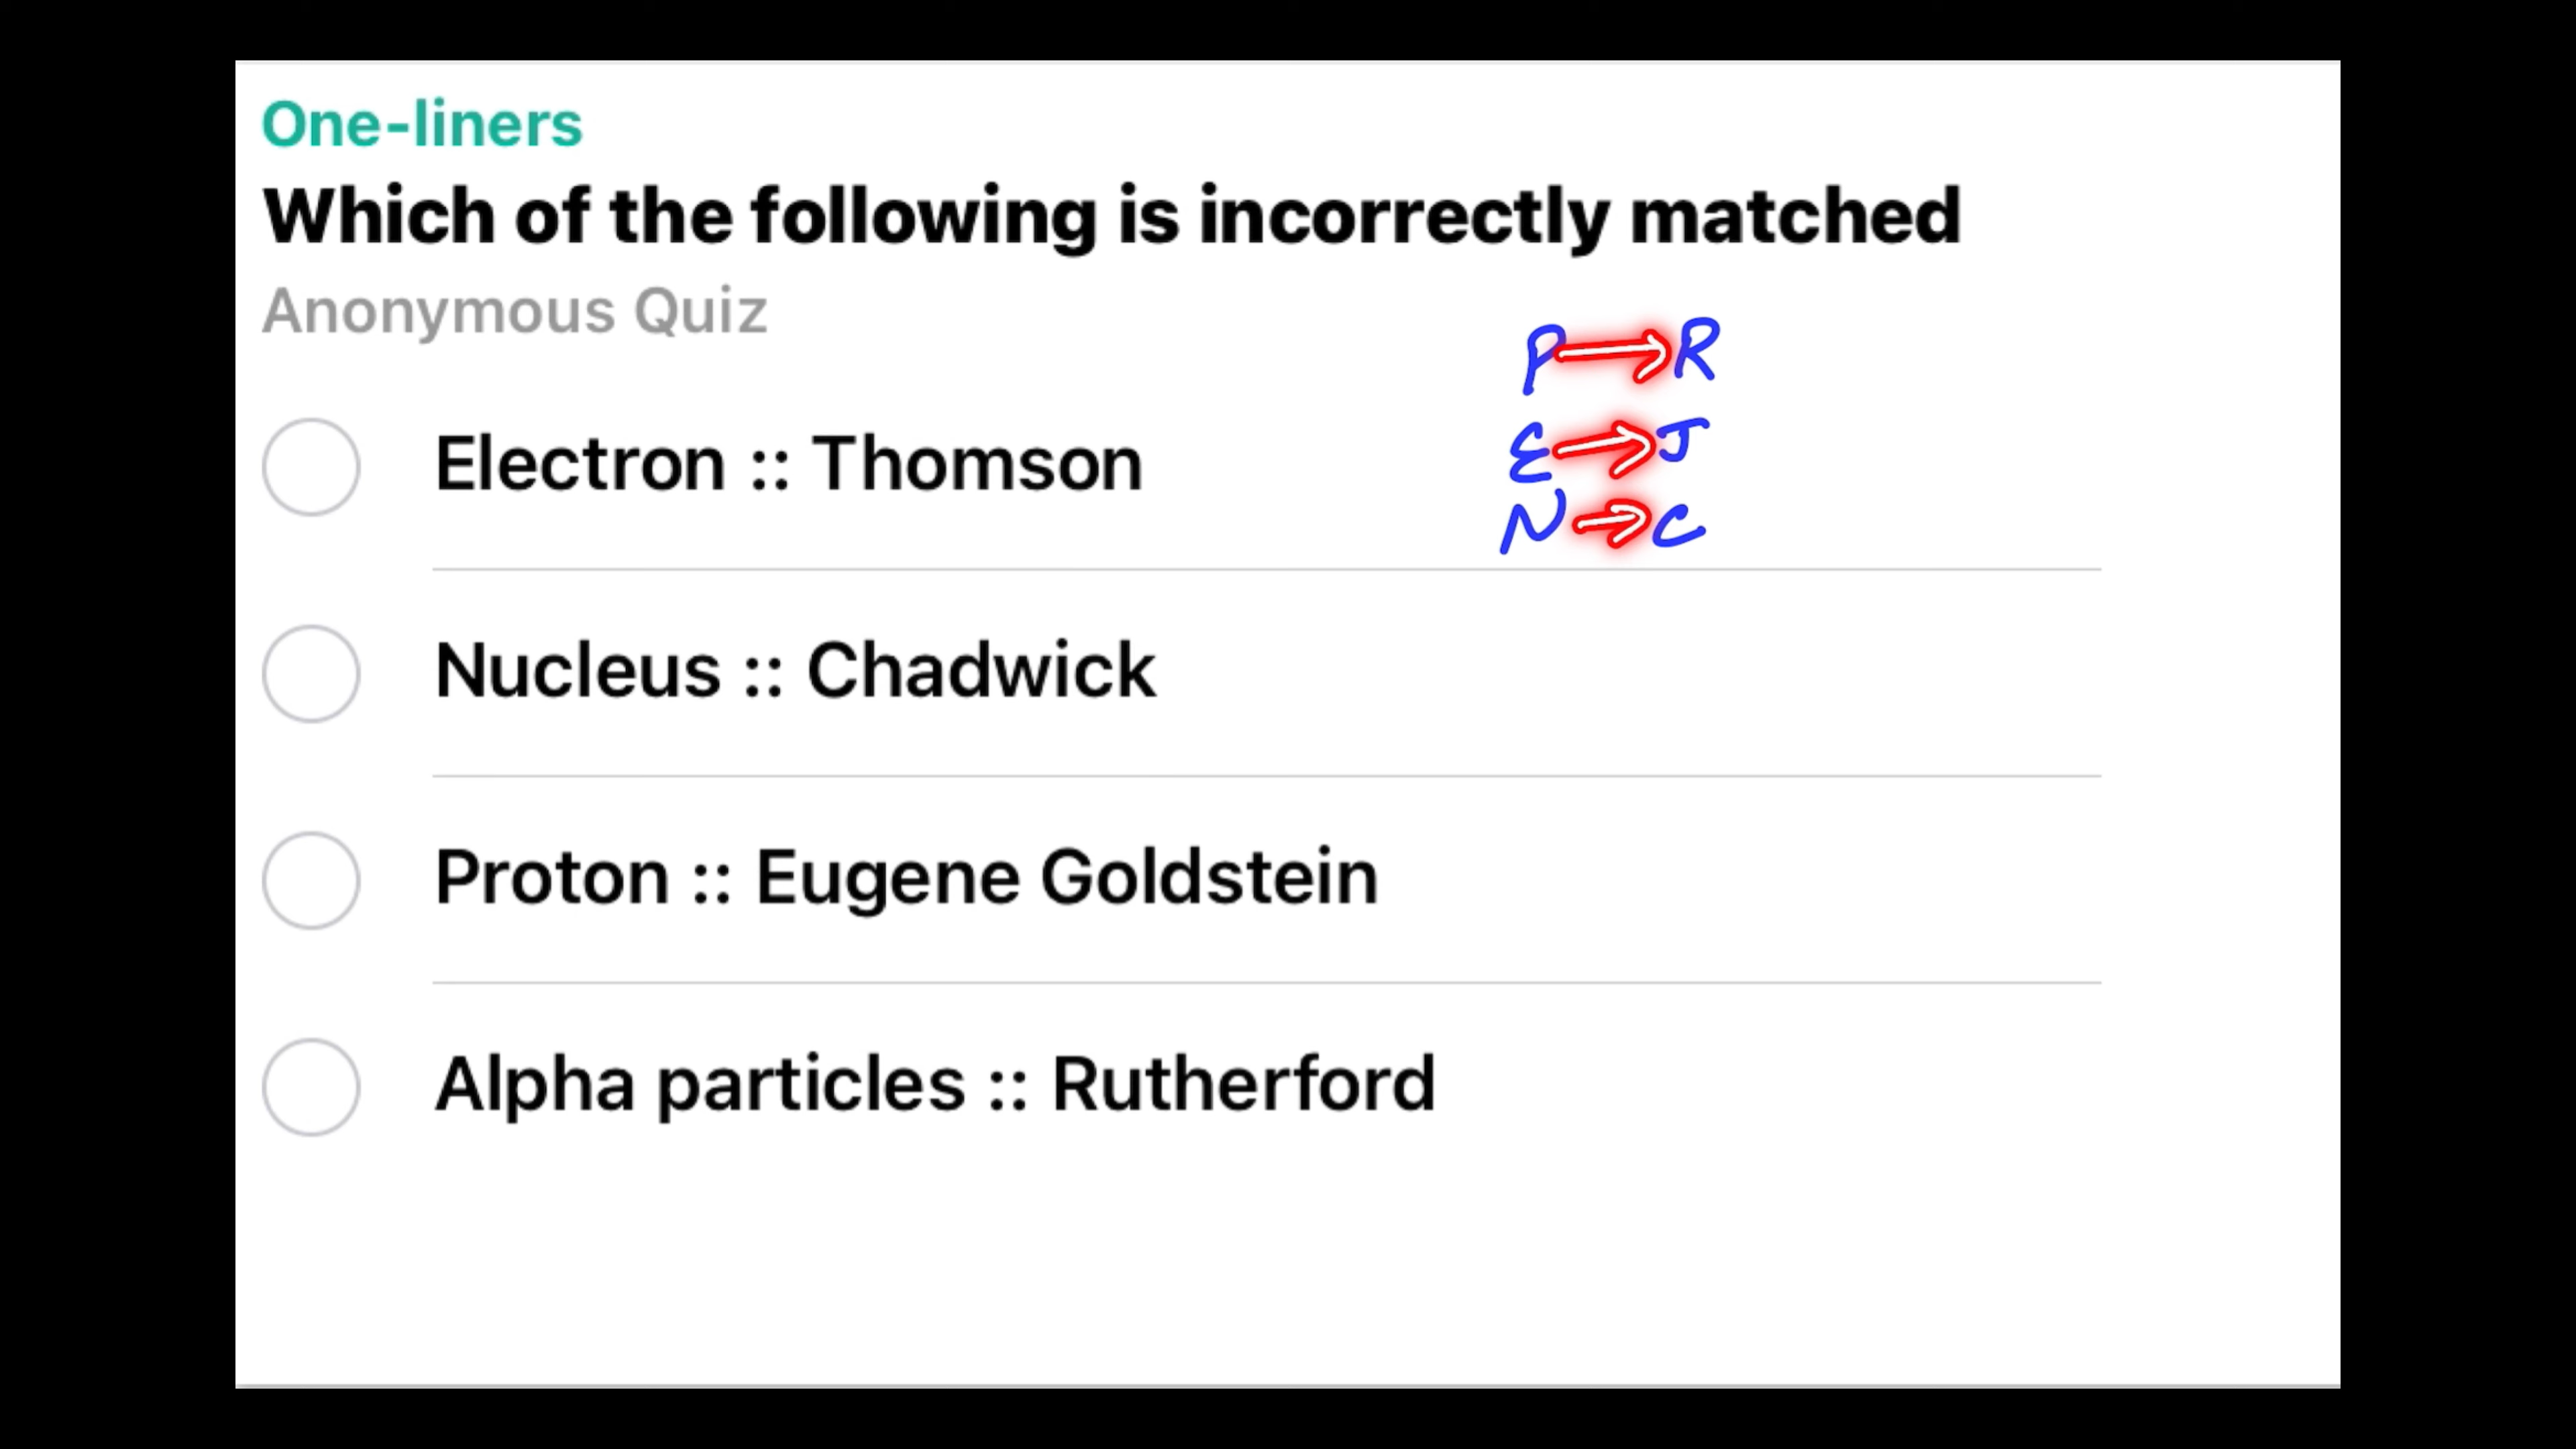 One-liners
Which of the following is incorrectly matched
Anonymous Quiz
P → R
Electron :: Thomson
E → J
N → C
Nucleus :: Chadwick
Proton :: Eugene Goldstein
Alpha particles :: Rutherford